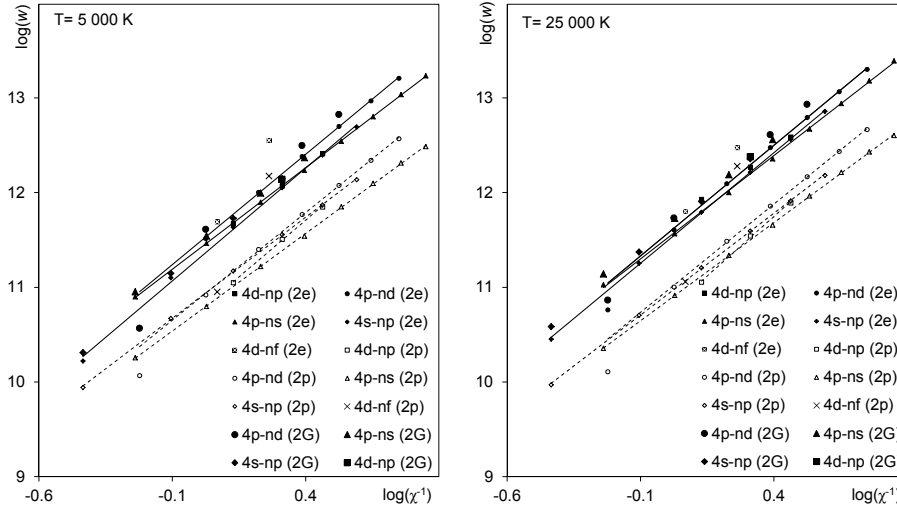 T= 5 000 K
log(w)
13
12
11
10
9
-0.6
-0.1
0.4
log(χ⁻¹)
4d-np (2e)
4p-nd (2e)
4p-ns (2e)
4s-np (2e)
4d-nf (2e)
4d-np (2p)
4p-nd (2p)
4p-ns (2p)
4s-np (2p)
4d-nf (2p)
4p-nd (2G)
4p-ns (2G)
4s-np (2G)
4d-np (2G)
T= 25 000 K
log(w)
13
12
11
10
9
-0.6
-0.1
0.4
log(χ⁻¹)
4d-np (2e)
4p-nd (2e)
4p-ns (2e)
4s-np (2e)
4d-nf (2e)
4d-np (2p)
4p-nd (2p)
4p-ns (2p)
4s-np (2p)
4d-nf (2p)
4p-nd (2G)
4p-ns (2G)
4s-np (2G)
4d-np (2G)